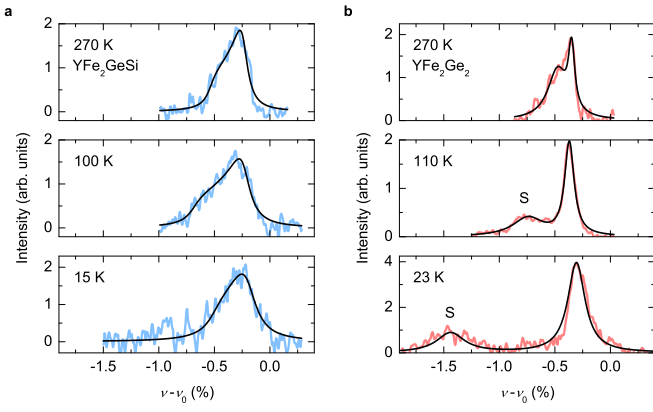 a
b
270 K
YFe₂GeSi
2
1
0
100 K
2
1
0
15 K
2
1
0
Intensity (arb. units)
-1.5
-1.0
-0.5
0.0
ν-ν₀ (%)
270 K
YFe₂Ge₂
2
1
0
110 K
S
2
1
0
23 K
S
4
2
0
Intensity (arb. units)
-1.5
-1.0
-0.5
0.0
ν-ν₀ (%)